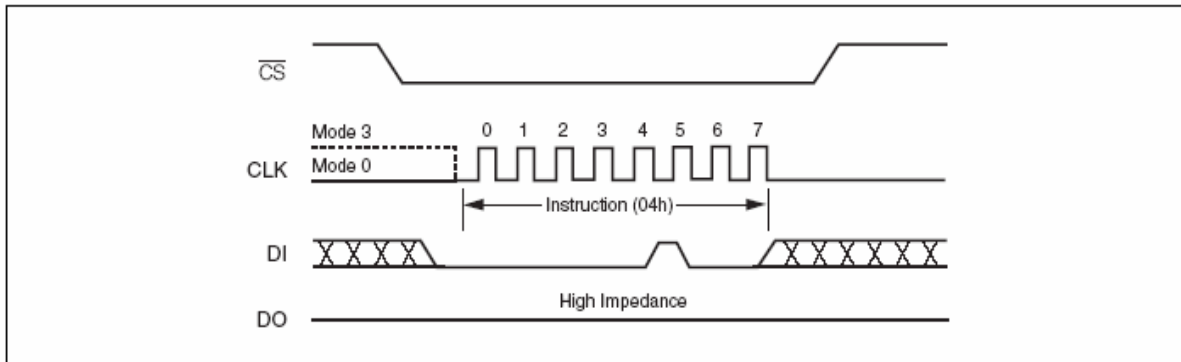 CS
Mode 3
0 1 2 3 4 5 6 7
CLK
Mode 0
Instruction (04h)
DI
High Impedance
DO